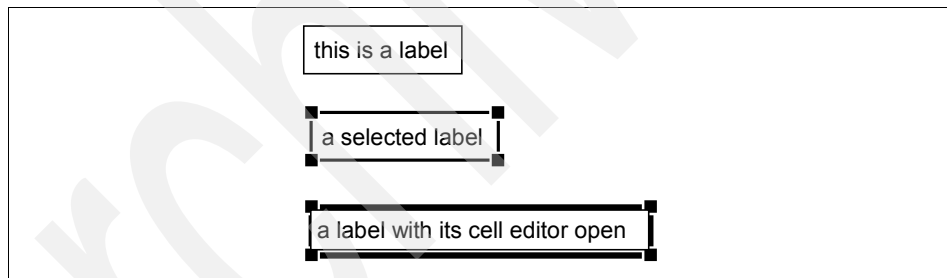 this is a label
a selected label
a label with its cell editor open